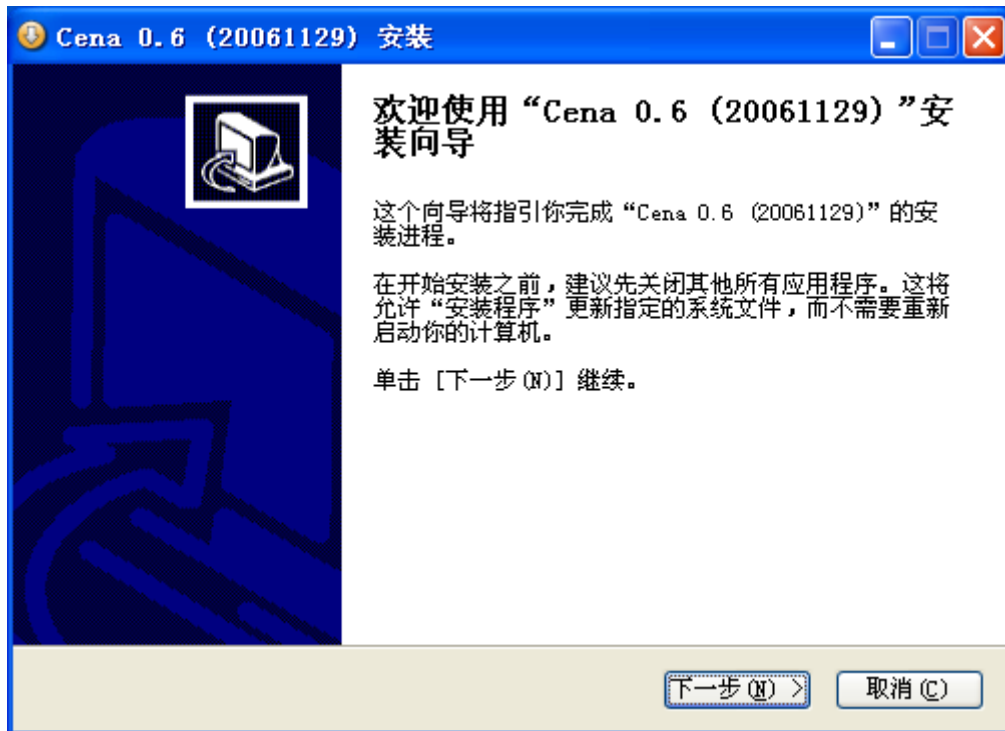 Cena 0.6 (20061129) 安装
欢迎使用“Cena 0.6 (20061129)”安
装向导
这个向导将指引你完成“Cena 0.6 (20061129)”的安
装进程。
在开始安装之前，建议先关闭其他所有应用程序。这将
允许“安装程序”更新指定的系统文件，而不需要重新
启动你的计算机。
单击 [下一步(N)] 继续。
下一步(N) >
取消(C)